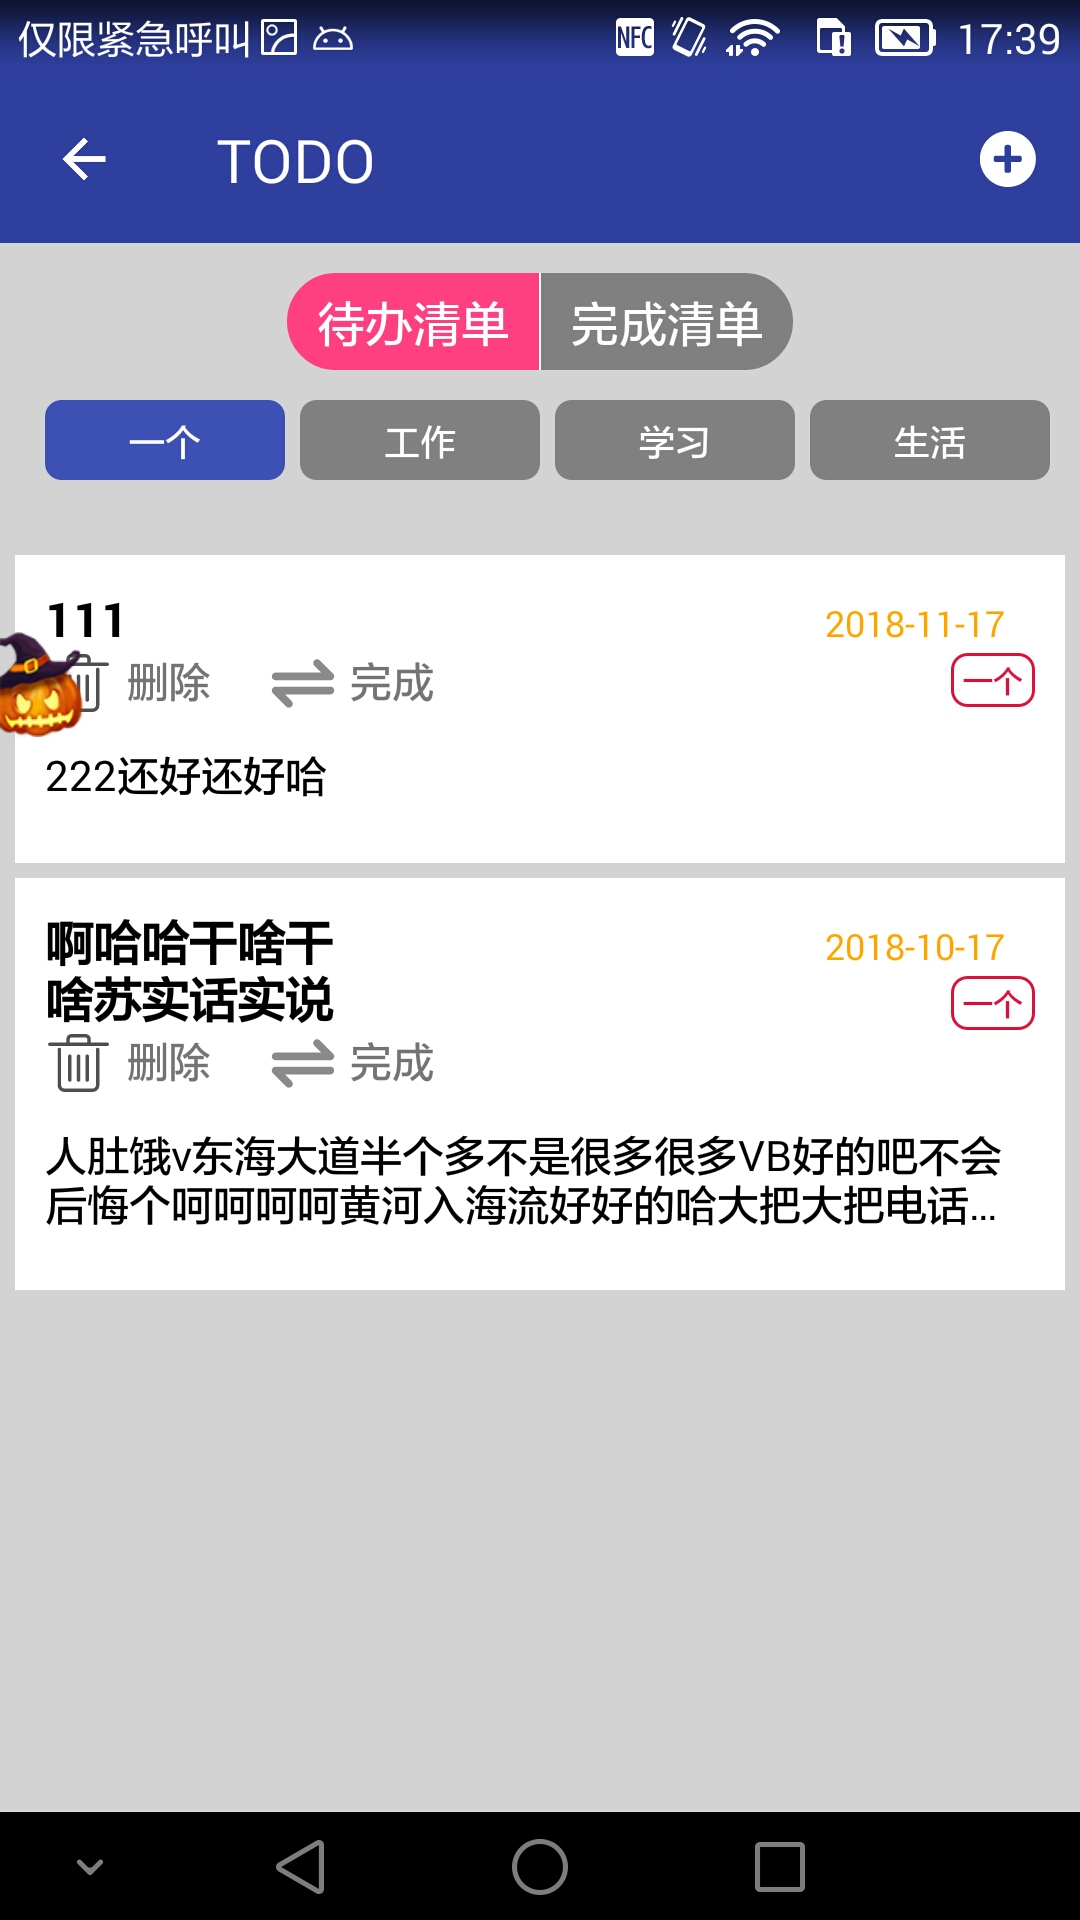 仅限紧急呼叫 NFC 17:39
TODO
待办清单 完成清单
一个 工作 学习 生活
111 2018-11-17
删除 完成 一个
222还好还好哈
啊哈哈干啥干 2018-10-17
啥苏实话实说 一个
删除 完成
人肚饿v东海大道半个多不是很多很多VB好的吧不会
后悔个呵呵呵呵黄河入海流好好的哈大把大把电话...